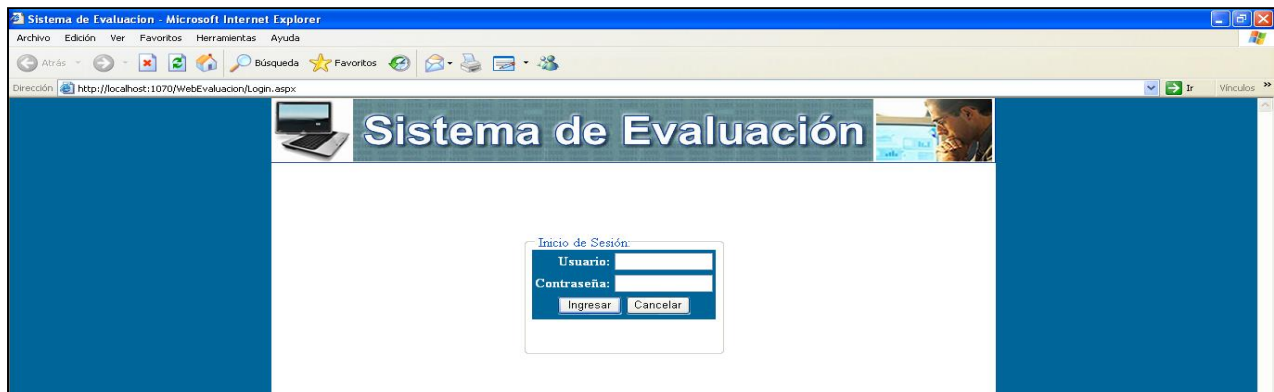 Sistema de Evaluacion - Microsoft Internet Explorer
Archivo Edición Ver Favoritos Herramientas Ayuda
Atrás Búsqueda Favoritos
Dirección http://localhost:1070/WebEvaluacion/Login.aspx Ir Vínculos »
Sistema de Evaluación
Inicio de Sesión:
Usuario:
Contraseña:
Ingresar Cancelar